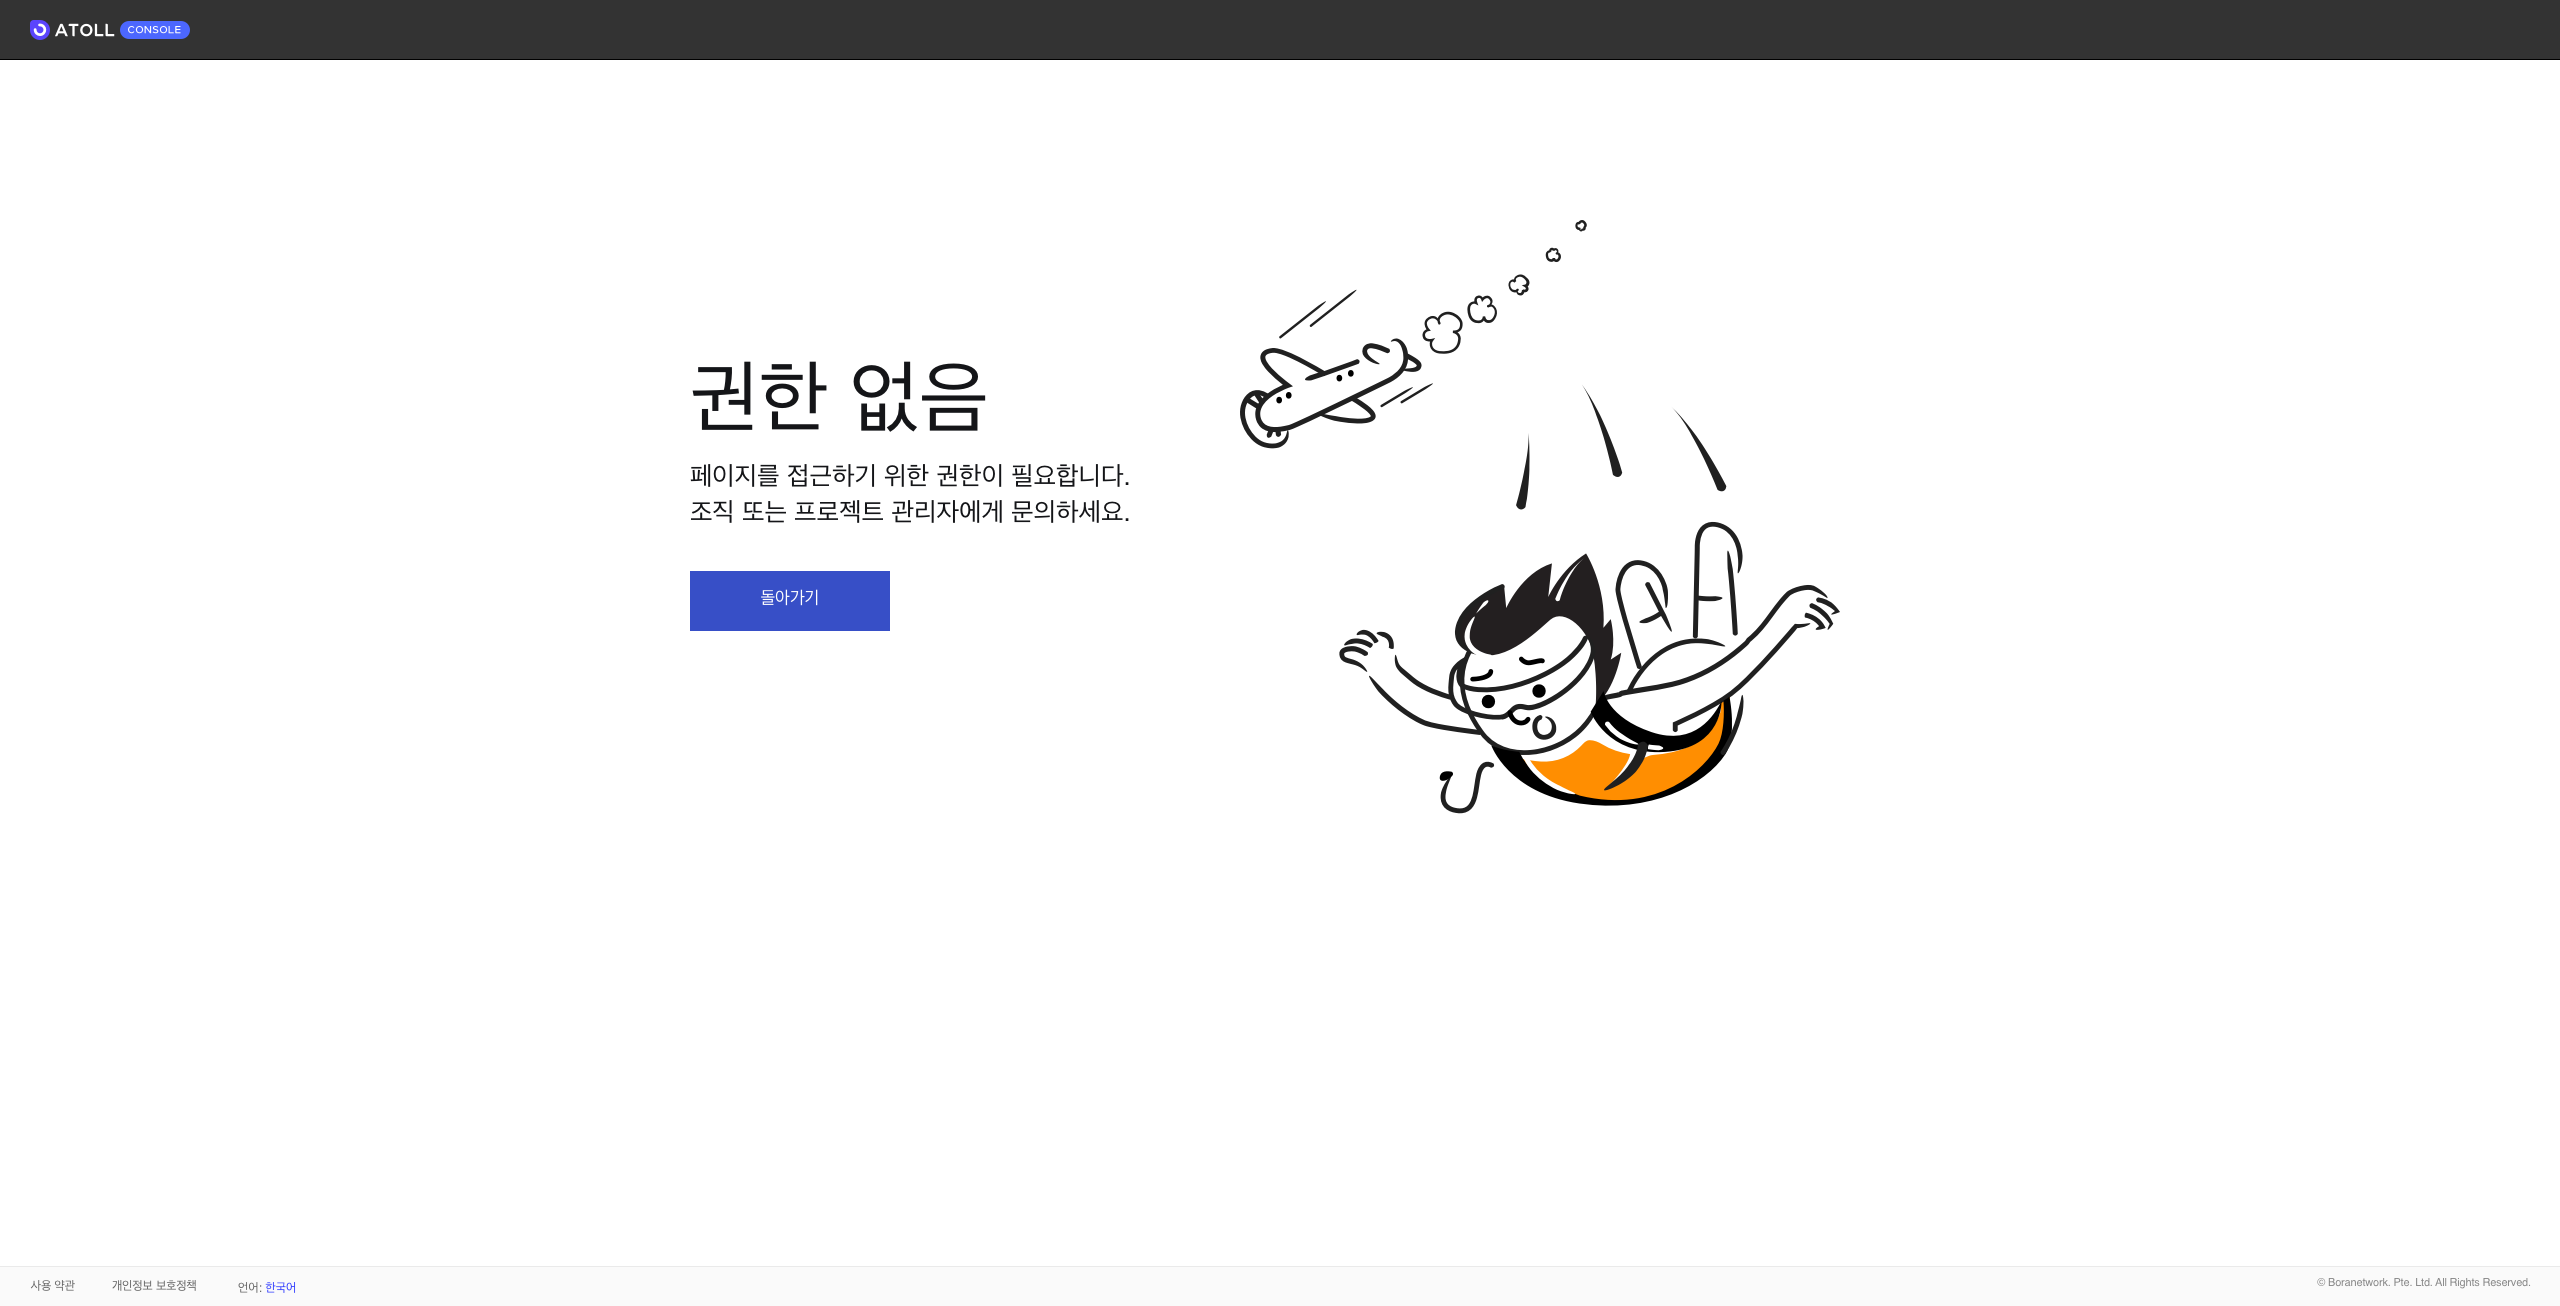 ATOLL CONSOLE
권한 없음
페이지를 접근하기 위한 권한이 필요합니다.
조직 또는 프로젝트 관리자에게 문의하세요.
돌아가기
사용 약관 개인정보 보호정책 언어: 한국어
© Boranetwork. Pte. Ltd. All Rights Reserved.